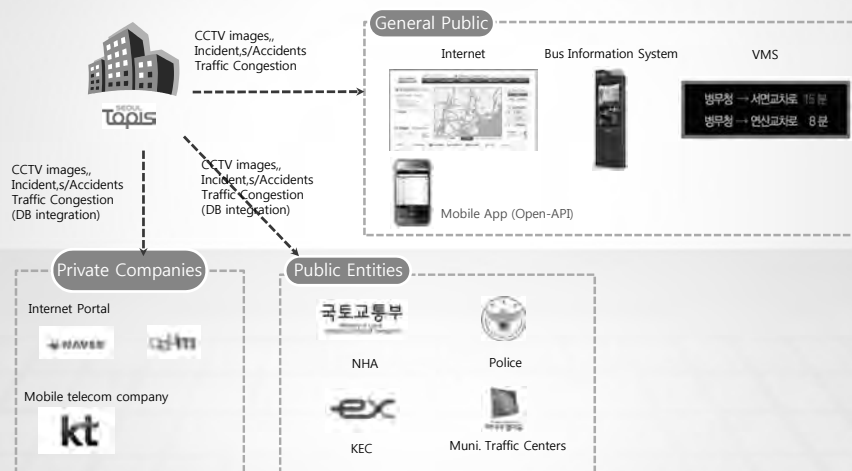 CCTV images,,
Incident,s/Accidents
Traffic Congestion
SEOUL
Topis
General Public
Internet
Bus Information System
VMS
병무청 → 서면교차로 15분
병무청 → 연산교차로 8분
Mobile App (Open-API)
CCTV images,,
Incident,s/Accidents
Traffic Congestion
(DB integration)
CCTV images,,
Incident,s/Accidents
Traffic Congestion
(DB integration)
Private Companies
Internet Portal
NAVER
Mobile telecom company
kt
Public Entities
국토교통부
NHA
Police
ex
KEC
Muni. Traffic Centers